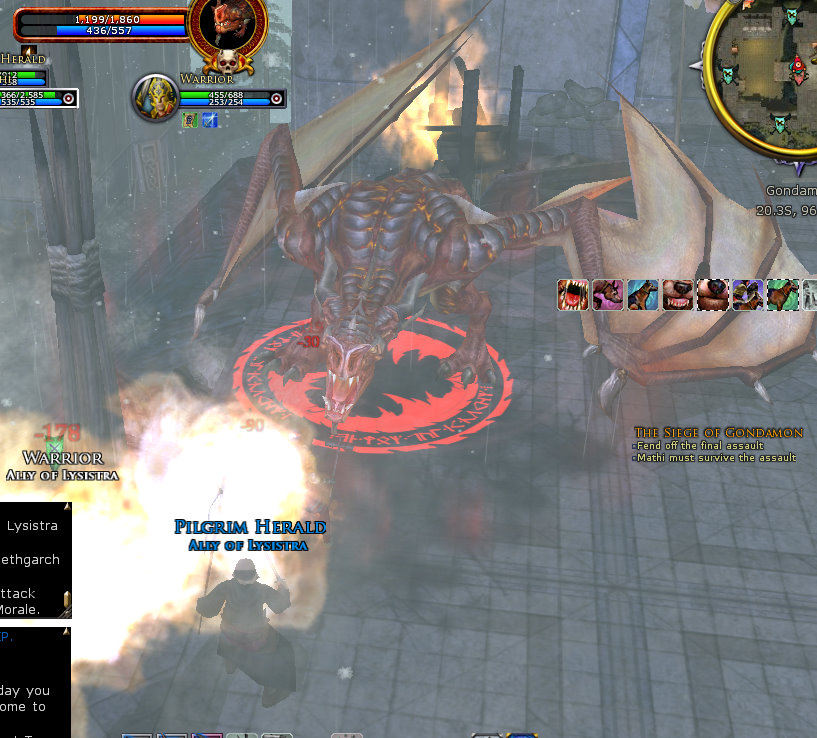 1,199/1,860
436/557
HERALD
WARRIOR
366/2,585
455/688
535/535
253/254
Gondam
20.3S, 96
-30
-90
-178
THE SIEGE OF GONDAMON
-Fend off the final assault
-Mathi must survive the assault
WARRIOR
ALLY OF LYSISTRA
PILGRIM HERALD
ALLY OF LYSISTRA
Lysistra
ethgarch
ttack
Morale.
P.
day you
ome to